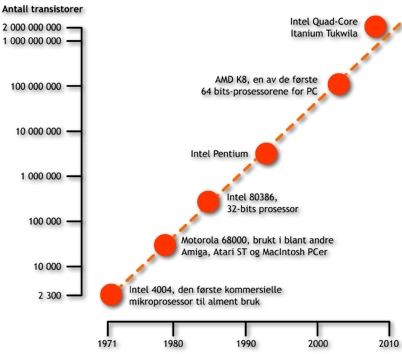 Antall transistorer
2 000 000 000
1 000 000 000
100 000 000
10 000 000
1 000 000
100 000
10 000
2 300
Intel Quad-Core
Itanium Tukwila
AMD K8, en av de første
64 bits-prosessorene for PC
Intel Pentium
Intel 80386,
32-bits prosessor
Motorola 68000, brukt i blant andre
Amiga, Atari ST og MacIntosh PCer
Intel 4004, den første kommersielle
mikroprosessor til alment bruk
1971 1980 1990 2000 2010